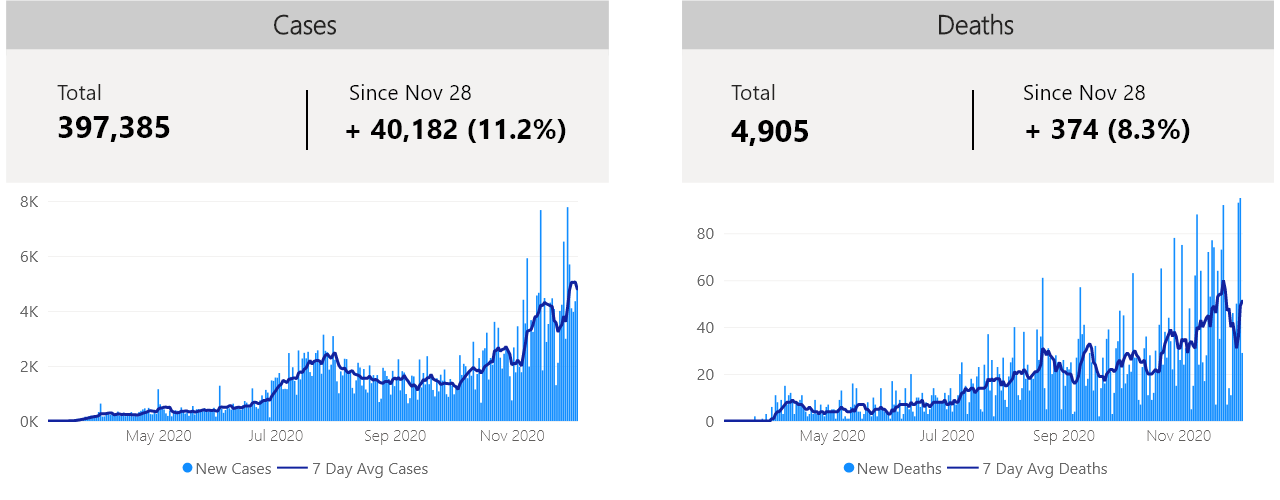 Cases
Total
397,385
Since Nov 28
+ 40,182 (11.2%)
8K
6K
4K
2K
0K
May 2020
Jul 2020
Sep 2020
Nov 2020
New Cases
7 Day Avg Cases
Deaths
Total
4,905
Since Nov 28
+ 374 (8.3%)
80
60
40
20
0
May 2020
Jul 2020
Sep 2020
Nov 2020
New Deaths
7 Day Avg Deaths